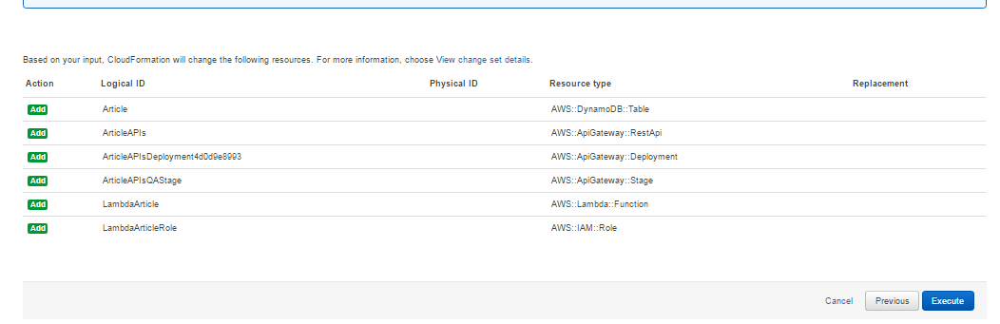 Based on your input, CloudFormation will change the following resources. For more information, choose View change set details.
Action Logical ID Physical ID Resource type Replacement
Add Article AWS::DynamoDB::Table
Add ArticleAPIs AWS::ApiGateway::RestApi
Add ArticleAPIsDeployment4d0d9e8993 AWS::ApiGateway::Deployment
Add ArticleAPIsQAStage AWS::ApiGateway::Stage
Add LambdaArticle AWS::Lambda::Function
Add LambdaArticleRole AWS::IAM::Role
Cancel Previous Execute